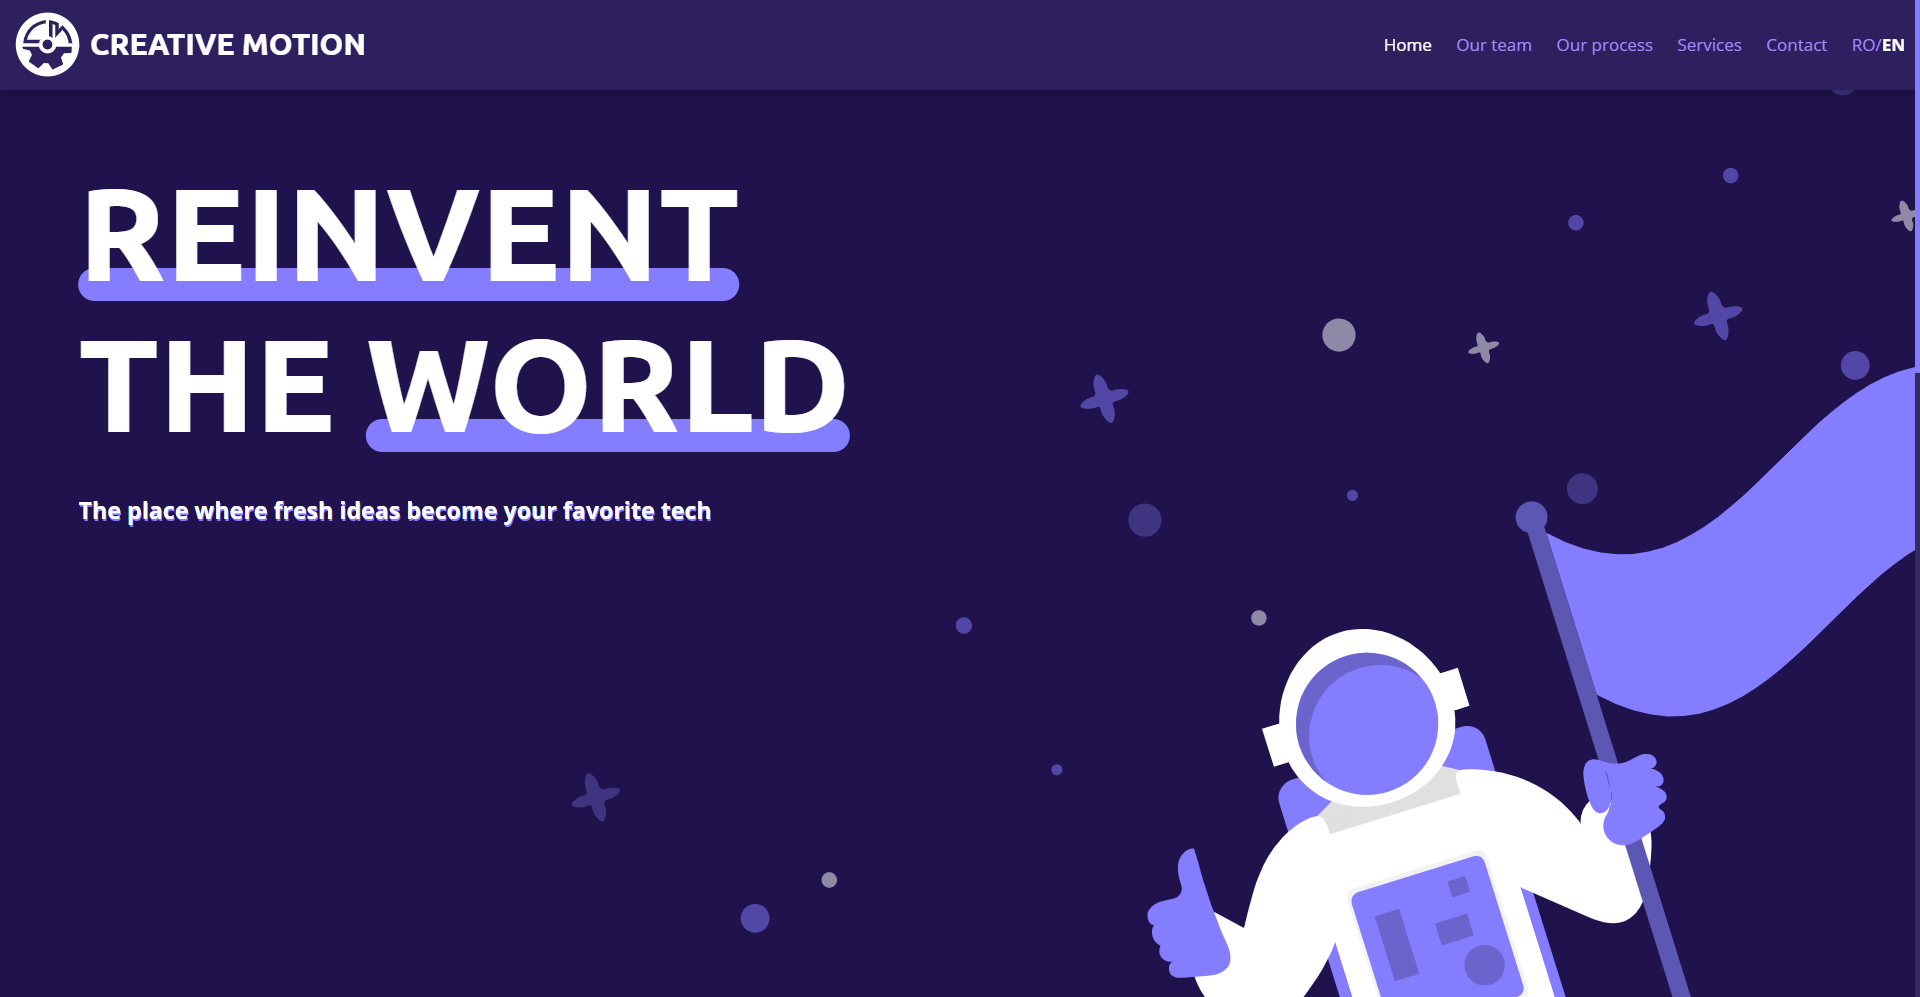 CREATIVE MOTION
Home Our team Our process Services Contact RO/EN
REINVENT
THE WORLD
The place where fresh ideas become your favorite tech